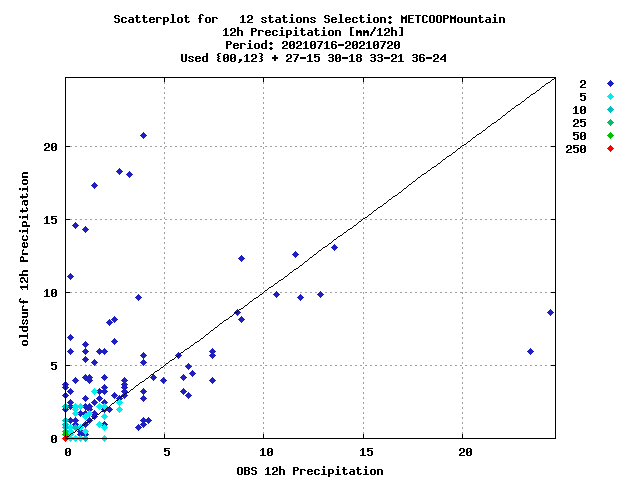 Scatterplot for   12 stations Selection: METCOOPMountain
12h Precipitation [mm/12h]
Period: 20210716-20210720
Used {00,12} + 27-15 30-18 33-21 36-24
2
5
10
25
50
250
20
15
10
5
0
oldsurf 12h Precipitation
0 5 10 15 20
OBS 12h Precipitation